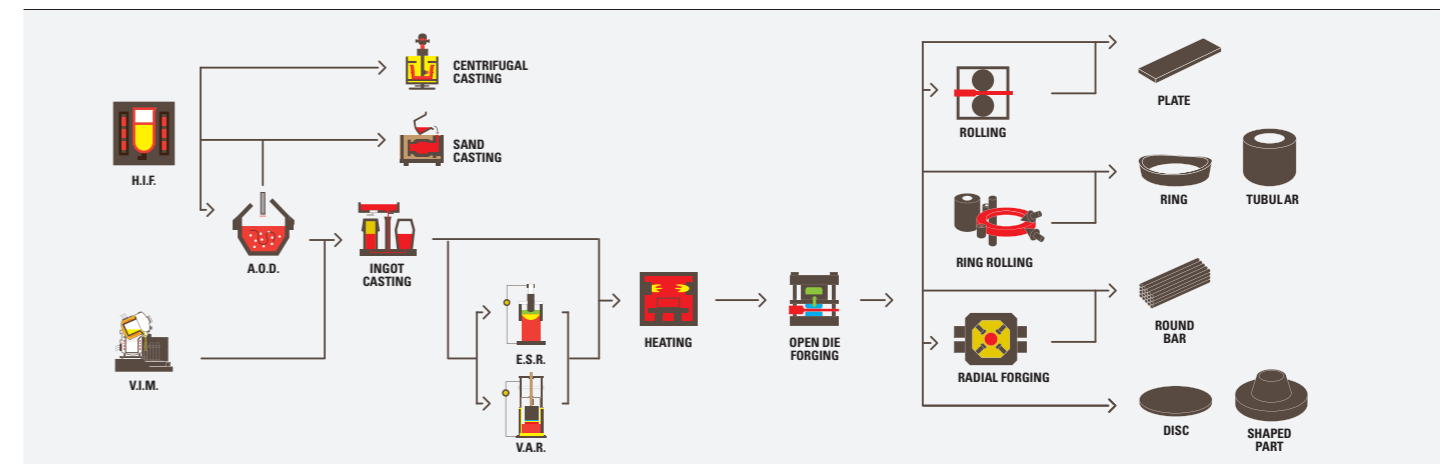 CENTRIFUGAL
CASTING
PLATE
ROLLING
SAND
CASTING
H.I.F.
RING
TUBULAR
RING ROLLING
A.O.D.
INGOT
CASTING
ROUND
BAR
HEATING
OPEN DIE
FORGING
E.S.R.
RADIAL FORGING
V.I.M.
DISC
SHAPED
PART
V.A.R.